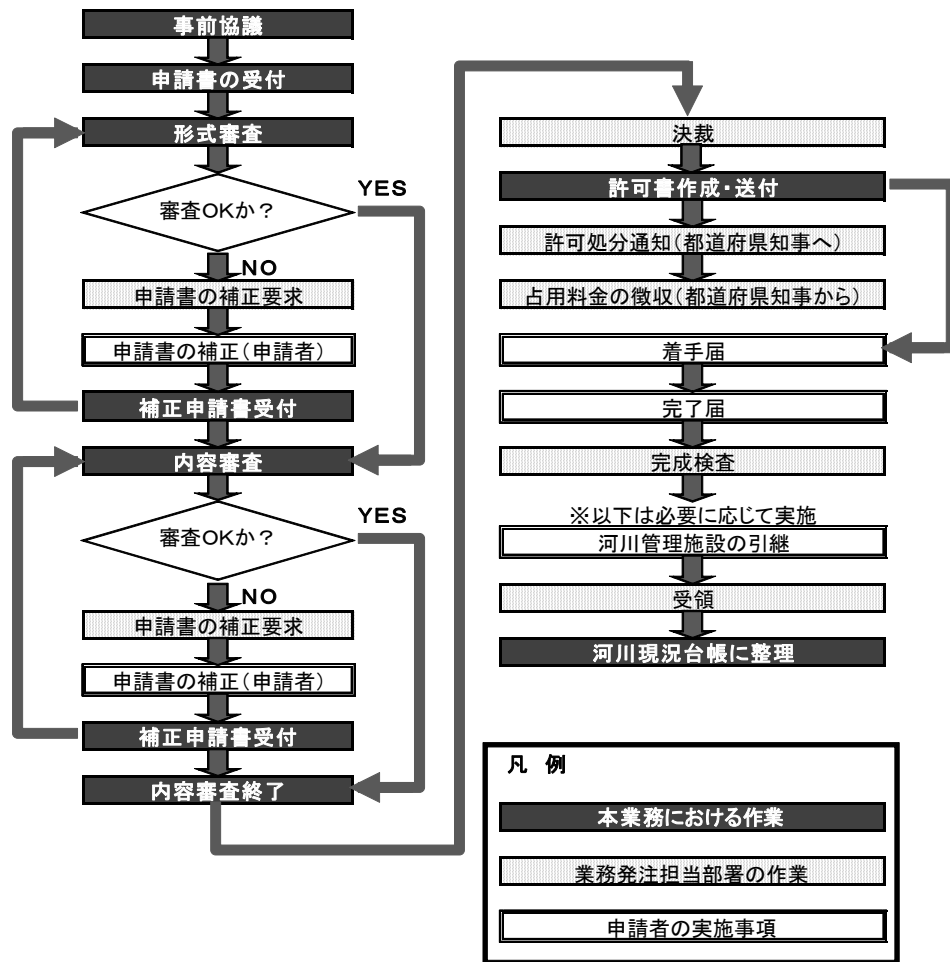 事前協議
申請書の受付
形式審査
審査OKか？
YES
NO
申請書の補正要求
申請書の補正（申請者）
補正申請書受付
内容審査
審査OKか？
YES
NO
申請書の補正要求
申請書の補正（申請者）
補正申請書受付
内容審査終了
決裁
許可書作成・送付
許可処分通知（都道府県知事へ）
占用料金の徴収（都道府県知事から）
着手届
完了届
完成検査
※以下は必要に応じて実施
河川管理施設の引継
受領
河川現況台帳に整理
凡 例
本業務における作業
業務発注担当部署の作業
申請者の実施事項